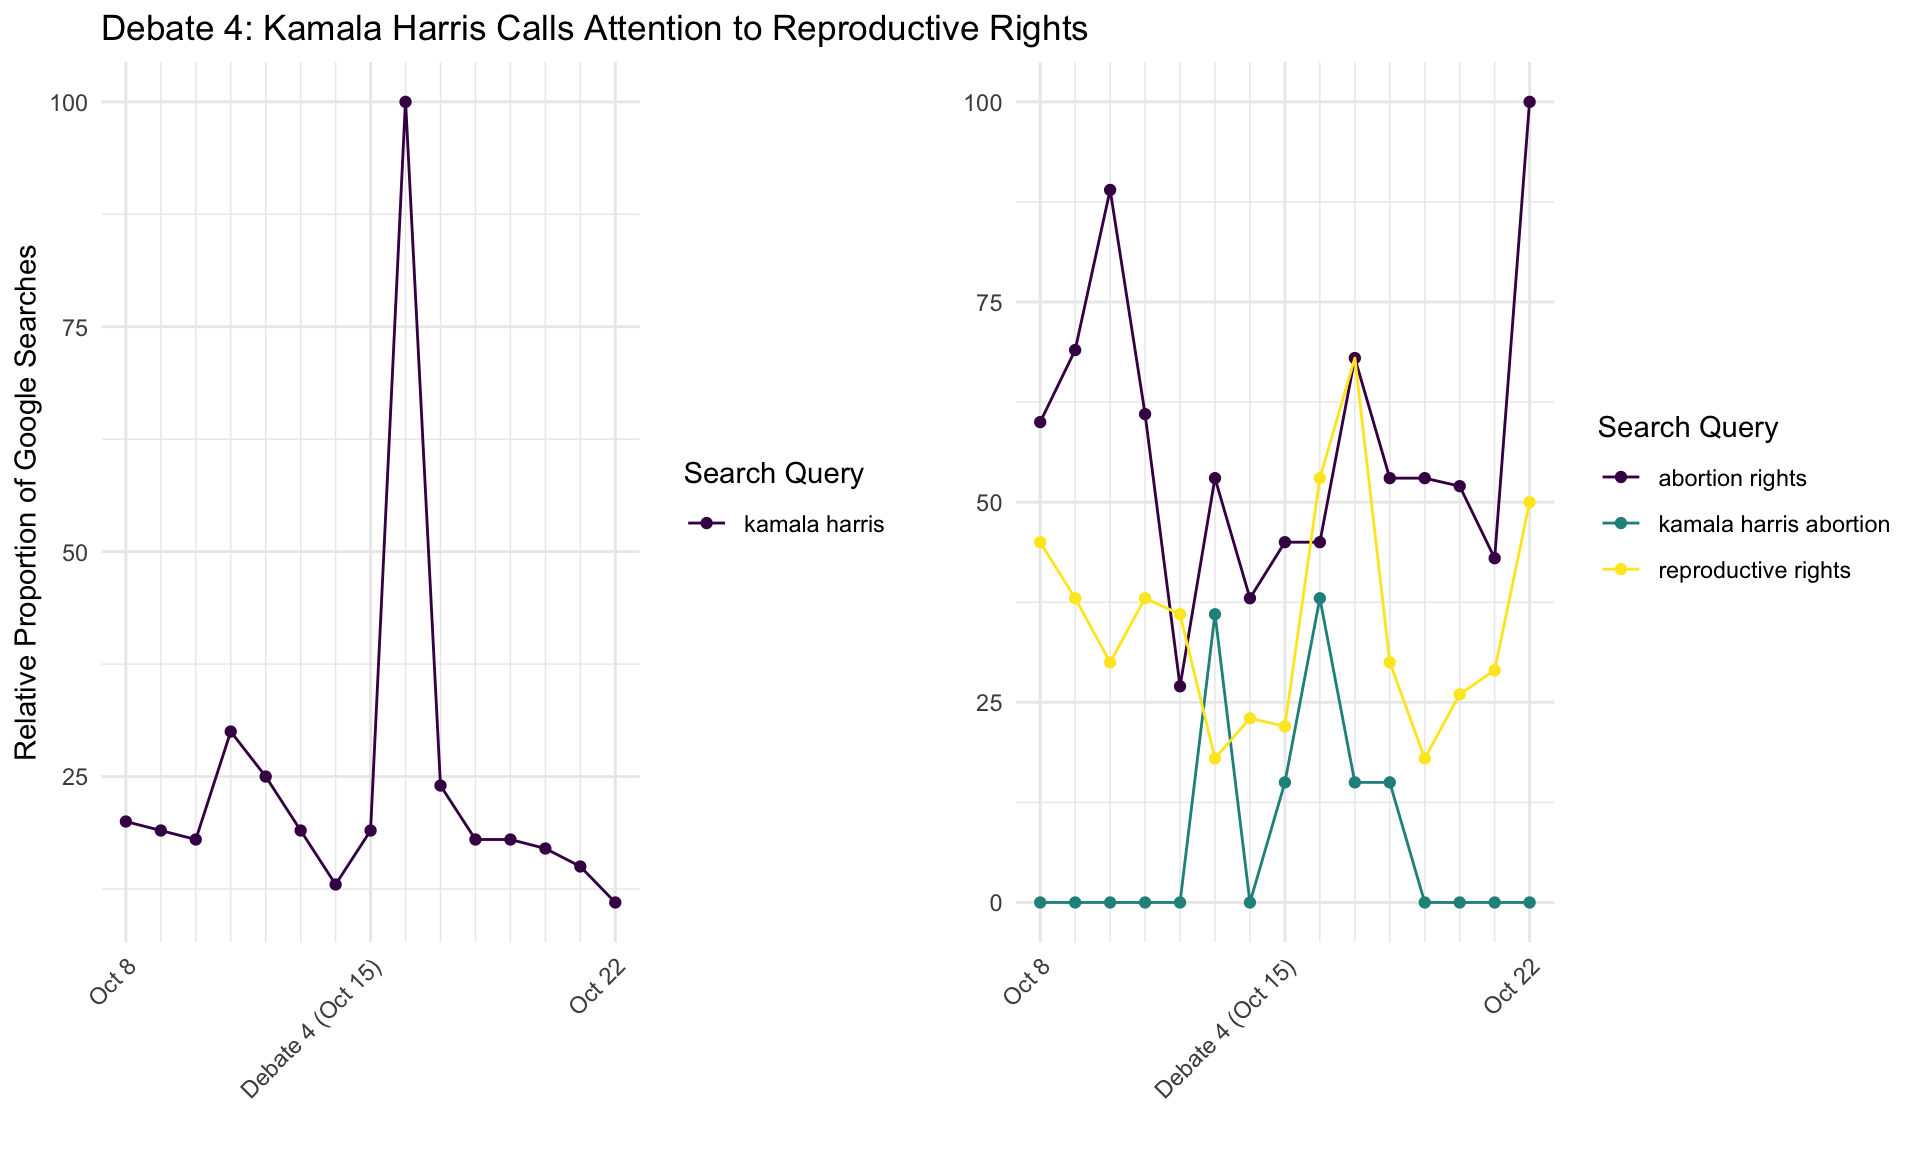 Debate 4: Kamala Harris Calls Attention to Reproductive Rights
Relative Proportion of Google Searches
100
75
50
25
Oct 8
Debate 4 (Oct 15)
Oct 22
Search Query
kamala harris
100
75
50
25
0
Oct 8
Debate 4 (Oct 15)
Oct 22
Search Query
abortion rights
kamala harris abortion
reproductive rights